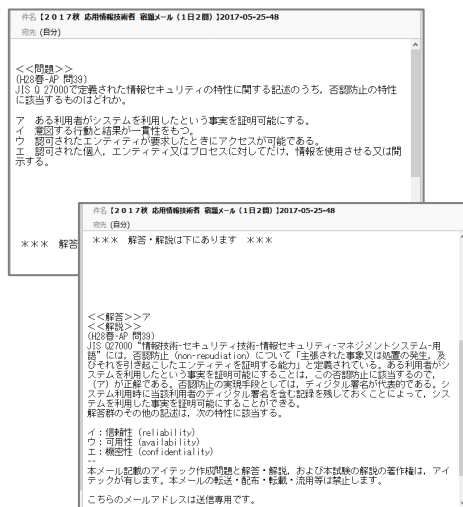 件名【２０１７秋 応用情報技術者 宿題メール（１日２問）】2017-05-25-48
宛先 (自分)
<<問題>>
(H28春-AP 問39)
JIS Q 27000で定義された情報セキュリティの特性に関する記述のうち，否認防止の特性
に該当するものはどれか。
ア　ある利用者がシステムを利用したという事実を証明可能にする。
イ　意図する行動と結果が一貫性をもつ。
ウ　認可されたエンティティが要求したときにアクセスが可能である。
エ　認可された個人，エンティティ又はプロセスに対してだけ，情報を使用させる又は開
示する。
＊＊＊　解答
件名【２０１７秋 応用情報技術者 宿題メール（１日２問）】2017-05-25-48
宛先 (自分)
＊＊＊　解答・解説は下にあります　＊＊＊
<<解答>>ア
<<解説>>
(H28春-AP 問39)
JIS Q27000 “情報技術-セキュリティ技術-情報セキュリティ-マネジメントシステム-用
語”には，否認防止（non-repudiation）について「主張された事象又は処置の発生，及
びそれを引き起こしたエンティティを証明する能力」と定義されている。ある利用者がシ
ステムを利用したという事実を証明可能にすることは，この否認防止に該当するので，
（ア）が正解である。否認防止の実現手段としては，ディジタル署名が代表的である。シ
ステム利用時に当該利用者のディジタル署名を含む記録を残しておくことによって，シス
テムを利用した事実を証明可能にすることができる。
解答群のその他の記述は，次の特性に該当する。
イ：信頼性（reliability）
ウ：可用性（availability）
エ：機密性（confidentiality）
--
本メール記載のアイテック作成問題と解答・解説，および本試験の解説の著作権は，アイ
テックが有します。本メールの転送・配布・転載・流用等は禁止します。
こちらのメールアドレスは送信専用です。